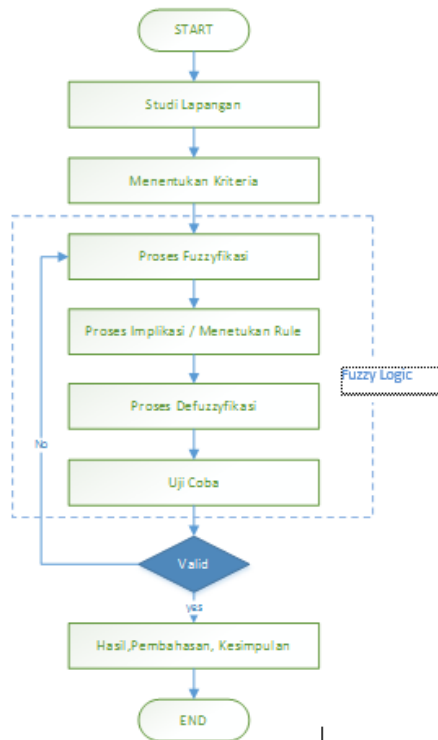 START
Studi Lapangan
Menentukan Kriteria
Proses Fuzzyfikasi
Proses Implikasi / Menetukan Rule
Fuzzy Logic
Proses Defuzzyfikasi
No
Uji Coba
Valid
yes
Hasil,Pembahasan, Kesimpulan
END